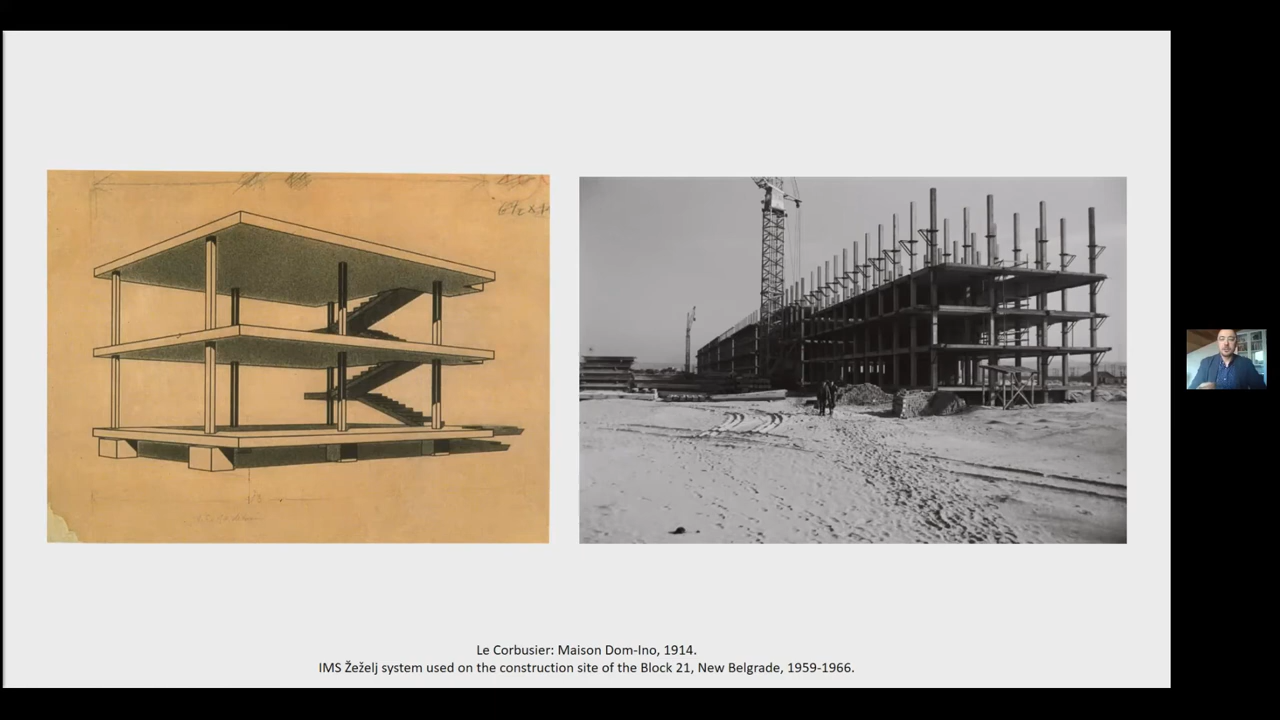 Le Corbusier: Maison Dom-Ino, 1914.
IMS Žeželj system used on the construction site of the Block 21, New Belgrade, 1959-1966.